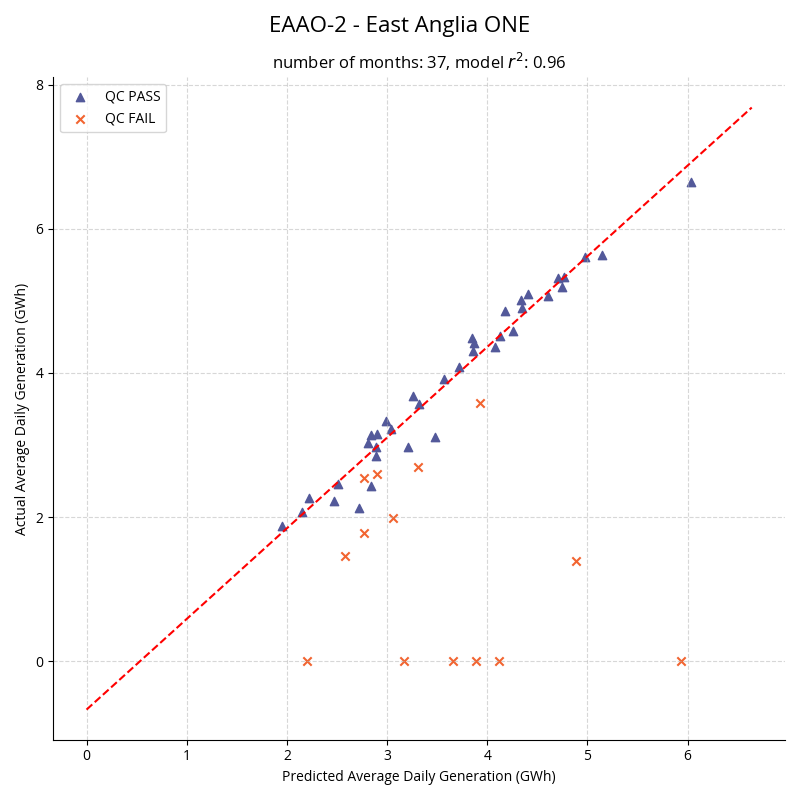 EAAO-2 - East Anglia ONE
number of months: 37, model r²: 0.96
QC PASS
QC FAIL
8
6
4
2
0
Actual Average Daily Generation (GWh)
0 1 2 3 4 5 6
Predicted Average Daily Generation (GWh)